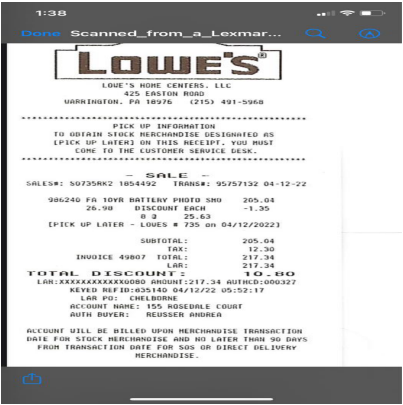 1:38
Done Scanned_from_a_Lexmar...
LOWE'S
LOWE'S HOME CENTERS, LLC
425 EASTON ROAD
WARRINGTON, PA 18976 (215) 491-5968
PICK UP INFORMATION
TO OBTAIN STOCK MERCHANDISE DESIGNATED AS
[PICK UP LATER] ON THIS RECEIPT, YOU MUST
COME TO THE CUSTOMER SERVICE DESK.
- SALE -
SALES#: S0735RK2 1854492 TRANS#: 95757132 04-12-22
986240 FA 10YR BATTERY PHOTO SMO 205.04
26.98 DISCOUNT EACH -1.35
8 @ 25.63
[PICK UP LATER - LOWES # 735 on 04/12/2022]
SUBTOTAL: 205.04
TAX: 12.30
INVOICE 49807 TOTAL: 217.34
LAR: 217.34
TOTAL DISCOUNT: 10.80
LAR:XXXXXXXXXXXX0080 AMOUNT:217.34 AUTHCD:000327
KEYED REFID:835140 04/12/22 05:52:17
LAR PO: CHELBORNE
ACCOUNT NAME: 155 ROSEDALE COURT
AUTH BUYER: REUSSER ANDREA
ACCOUNT WILL BE BILLED UPON MERCHANDISE TRANSACTION
DATE FOR STOCK MERCHANDISE AND NO LATER THAN 90 DAYS
FROM TRANSACTION DATE FOR SOS OR DIRECT DELIVERY
MERCHANDISE.